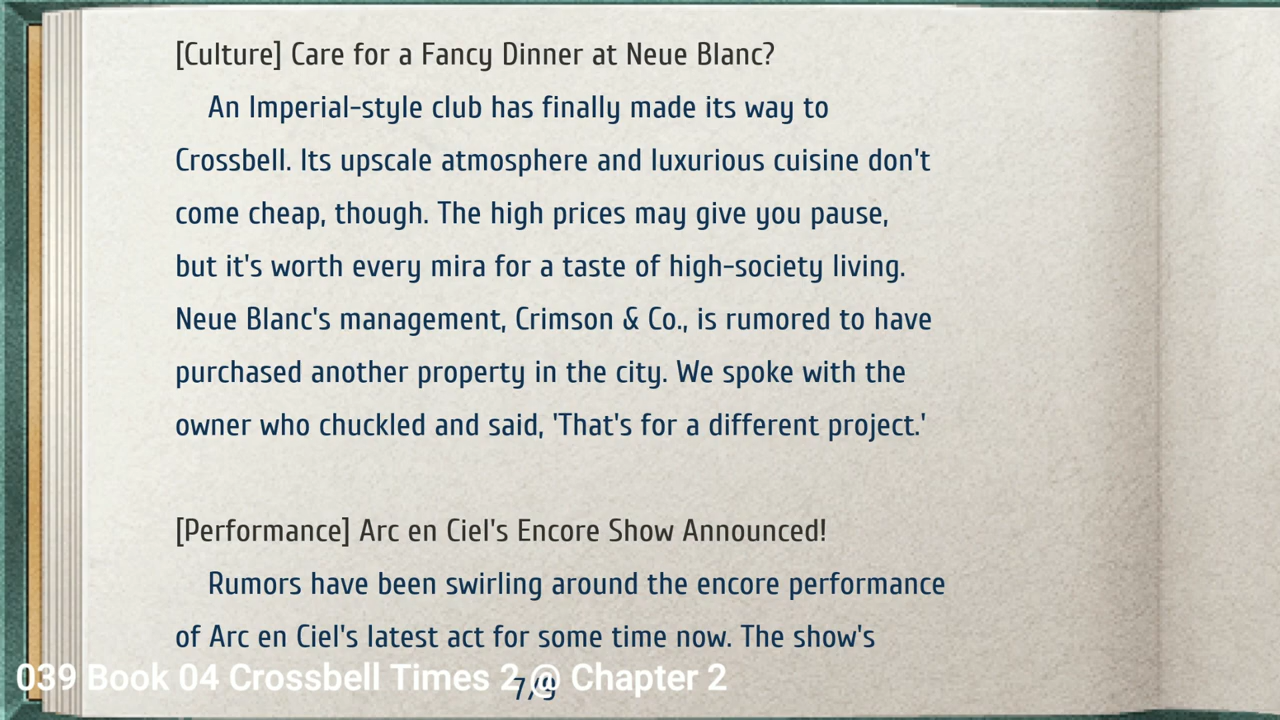 [Culture] Care for a Fancy Dinner at Neue Blanc?
An Imperial-style club has finally made its way to
Crossbell. Its upscale atmosphere and luxurious cuisine don't
come cheap, though. The high prices may give you pause,
but it's worth every mira for a taste of high-society living.
Neue Blanc's management, Crimson & Co., is rumored to have
purchased another property in the city. We spoke with the
owner who chuckled and said, 'That's for a different project.'
[Performance] Arc en Ciel's Encore Show Announced!
Rumors have been swirling around the encore performance
of Arc en Ciel's latest act for some time now. The show's
039 Book 04 Crossbell Times 2 @ Chapter 2
7/9